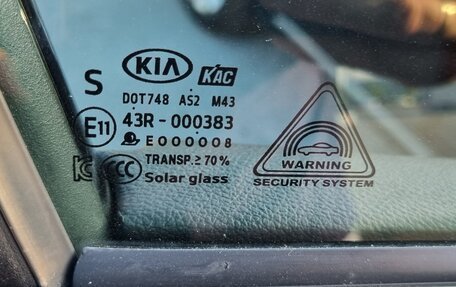 S
KIA
KAC
DOT748 AS2 M43
E11
43R-000383
E000008
CCC
TRANSP.≥70%
Solar glass
WARNING
SECURITY SYSTEM